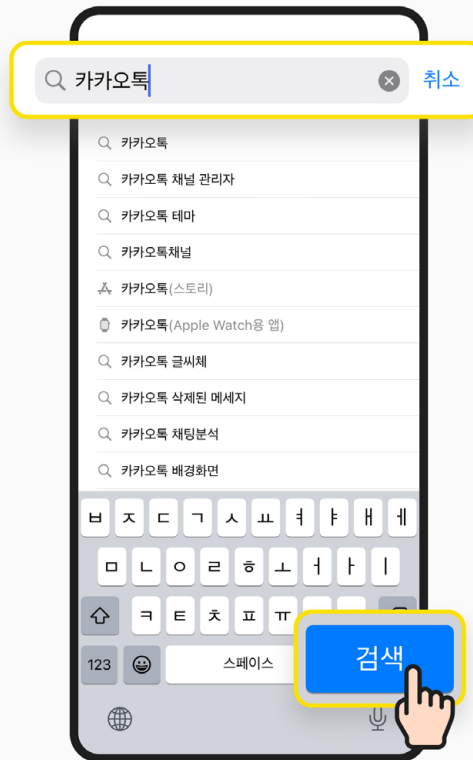 카카오톡 취소
카카오톡
카카오톡 채널 관리자
카카오톡 테마
카카오톡채널
카카오톡(스토리)
카카오톡(Apple Watch용 앱)
카카오톡 글씨체
카카오톡 삭제된 메세지
카카오톡 채팅분석
카카오톡 배경화면
ㅂ ㅈ ㄷ ㄱ ㅅ ㅛ ㅕ ㅑ ㅐ ㅔ
ㅁ ㄴ ㅇ ㄹ ㅎ ㅗ ㅓ ㅏ ㅣ
ㅋ ㅌ ㅊ ㅍ ㅠ
123 스페이스 검색